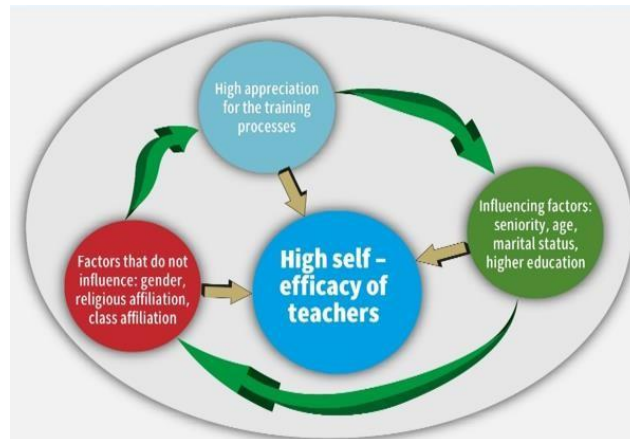 High appreciation
for the training
processes
Influencing factors:
seniority, age,
marital status,
higher education
Factors that do not
influence: gender,
religious affiliation,
class affiliation
High self –
efficacy of
teachers